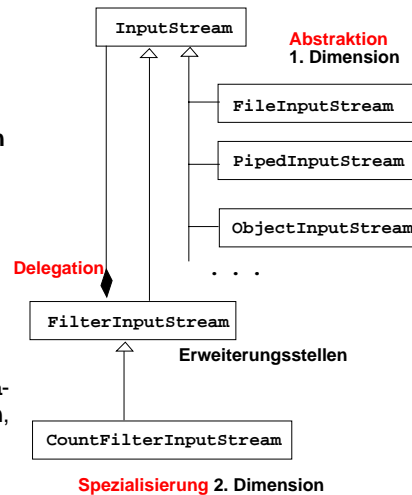 InputStream
Abstraktion
1. Dimension
FileInputStream
n
PipedInputStream
ObjectInputStream
Delegation
. . .
FilterInputStream
Erweiterungsstellen
a-
n,
CountFilterInputStream
Spezialisierung 2. Dimension